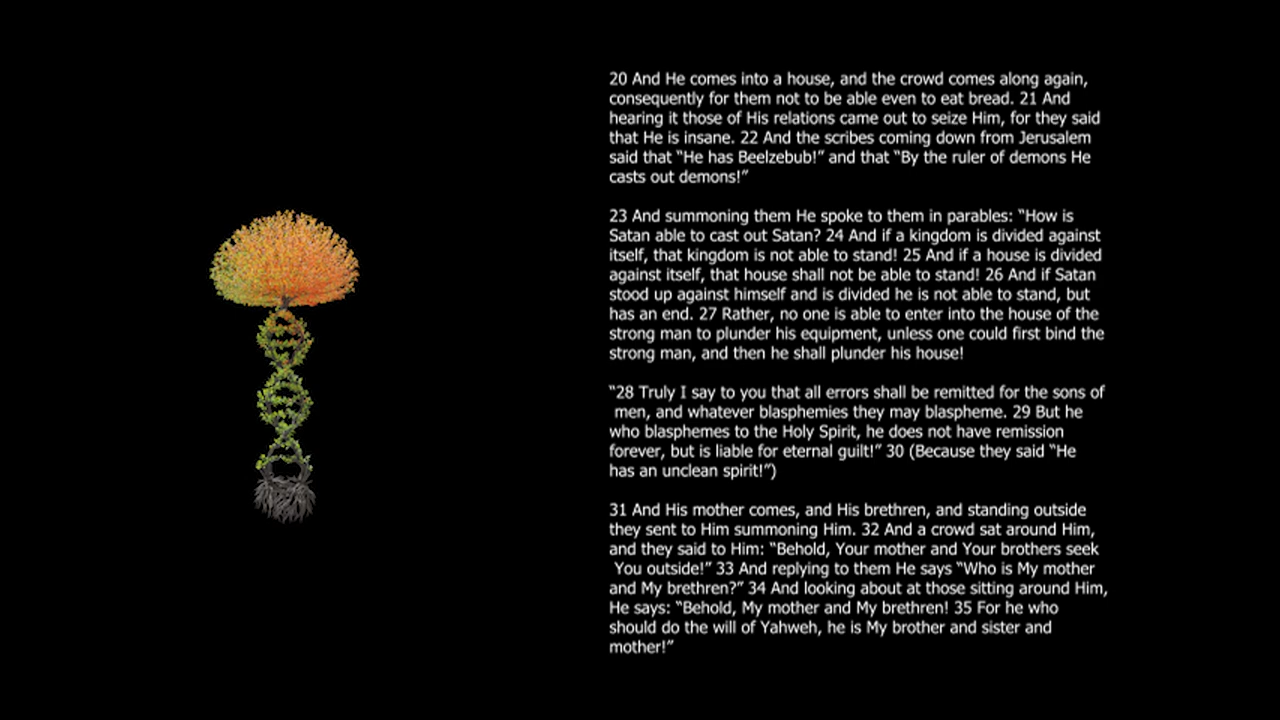 20 And He comes into a house, and the crowd comes along again,
consequently for them not to be able even to eat bread. 21 And
hearing it those of His relations came out to seize Him, for they said
that He is insane. 22 And the scribes coming down from Jerusalem
said that “He has Beelzebub!” and that “By the ruler of demons He
casts out demons!”
23 And summoning them He spoke to them in parables: “How is
Satan able to cast out Satan? 24 And if a kingdom is divided against
itself, that kingdom is not able to stand! 25 And if a house is divided
against itself, that house shall not be able to stand! 26 And if Satan
stood up against himself and is divided he is not able to stand, but
has an end. 27 Rather, no one is able to enter into the house of the
strong man to plunder his equipment, unless one could first bind the
strong man, and then he shall plunder his house!
“28 Truly I say to you that all errors shall be remitted for the sons of
men, and whatever blasphemies they may blaspheme. 29 But he
who blasphemes to the Holy Spirit, he does not have remission
forever, but is liable for eternal guilt!” 30 (Because they said “He
has an unclean spirit!”)
31 And His mother comes, and His brethren, and standing outside
they sent to Him summoning Him. 32 And a crowd sat around Him,
and they said to Him: “Behold, Your mother and Your brothers seek
You outside!” 33 And replying to them He says “Who is My mother
and My brethren?” 34 And looking about at those sitting around Him,
He says: “Behold, My mother and My brethren! 35 For he who
should do the will of Yahweh, he is My brother and sister and
mother!”